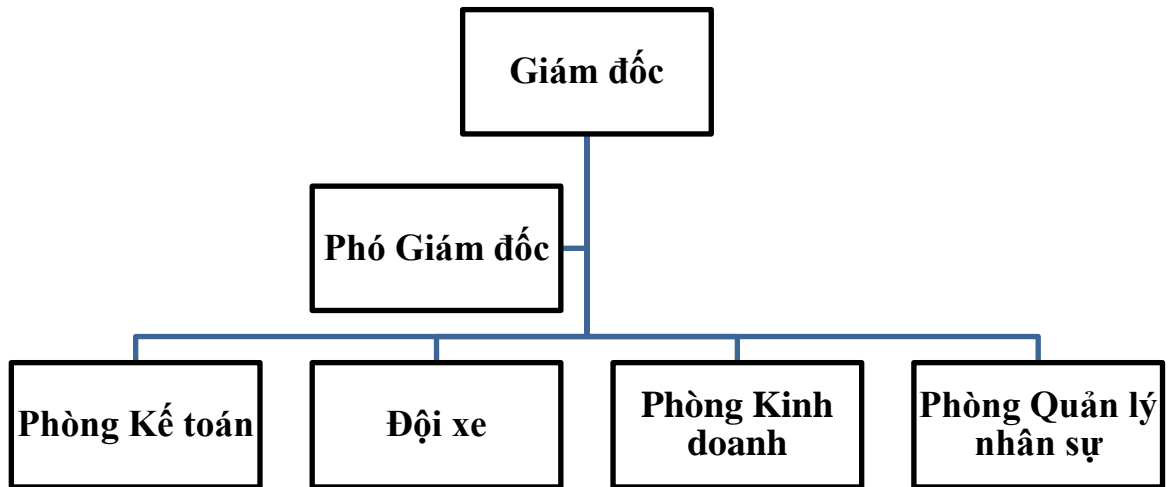 Giám đốc
Phó Giám đốc
Phòng Kế toán
Đội xe
Phòng Kinh
doanh
Phòng Quản lý
nhân sự